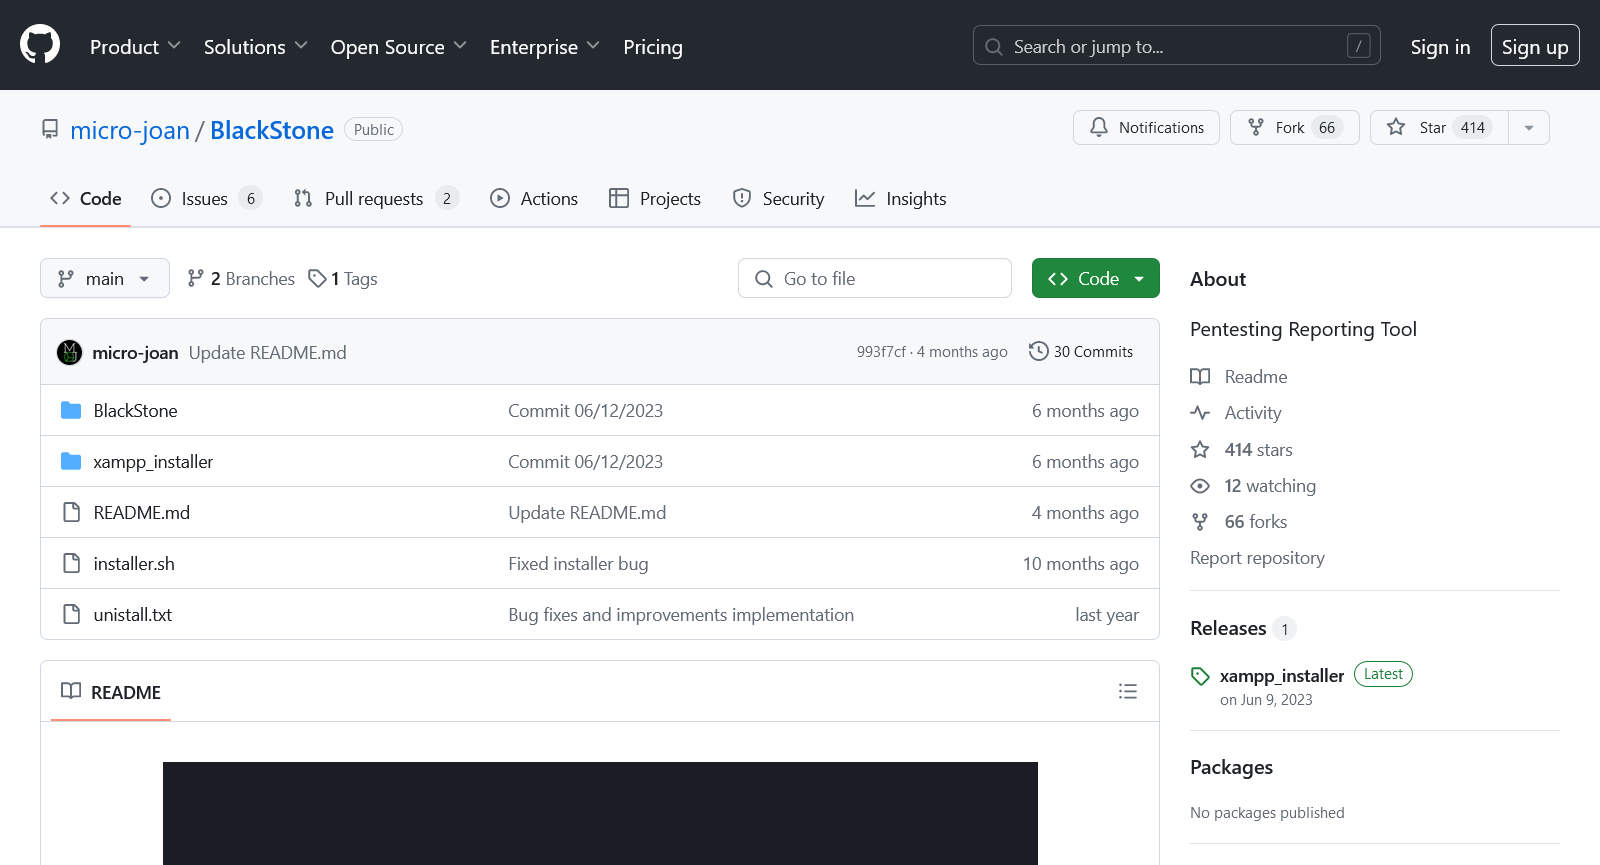 Product Solutions Open Source Enterprise Pricing Search or jump to... / Sign in Sign up
micro-joan / BlackStone Public Notifications Fork 66 Star 414
Code Issues 6 Pull requests 2 Actions Projects Security Insights
main 2 Branches 1 Tags Go to file Code
micro-joan Update README.md 993f7cf · 4 months ago 30 Commits
BlackStone Commit 06/12/2023 6 months ago
xampp_installer Commit 06/12/2023 6 months ago
README.md Update README.md 4 months ago
installer.sh Fixed installer bug 10 months ago
unistall.txt Bug fixes and improvements implementation last year
README
About
Pentesting Reporting Tool
Readme
Activity
414 stars
12 watching
66 forks
Report repository
Releases 1
xampp_installer Latest
on Jun 9, 2023
Packages
No packages published